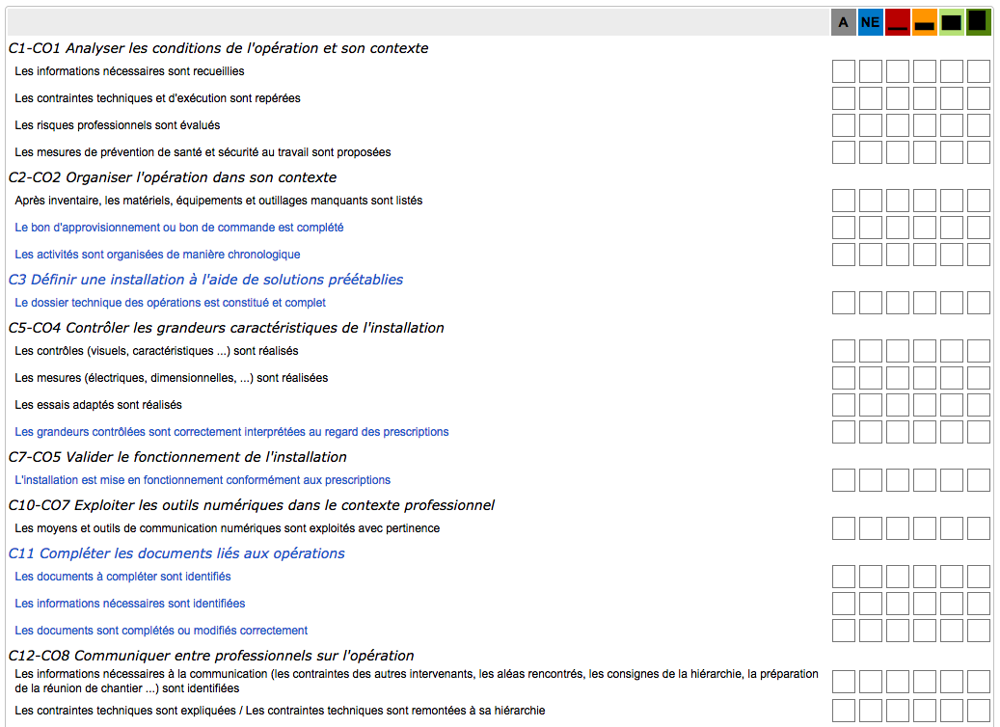 A NE
C1-CO1 Analyser les conditions de l'opération et son contexte
Les informations nécessaires sont recueillies
Les contraintes techniques et d'exécution sont repérées
Les risques professionnels sont évalués
Les mesures de prévention de santé et sécurité au travail sont proposées
C2-CO2 Organiser l'opération dans son contexte
Après inventaire, les matériels, équipements et outillages manquants sont listés
Le bon d'approvisionnement ou bon de commande est complété
Les activités sont organisées de manière chronologique
C3 Définir une installation à l'aide de solutions préétablies
Le dossier technique des opérations est constitué et complet
C5-CO4 Contrôler les grandeurs caractéristiques de l'installation
Les contrôles (visuels, caractéristiques ...) sont réalisés
Les mesures (électriques, dimensionnelles, ...) sont réalisées
Les essais adaptés sont réalisés
Les grandeurs contrôlées sont correctement interprétées au regard des prescriptions
C7-CO5 Valider le fonctionnement de l'installation
L'installation est mise en fonctionnement conformément aux prescriptions
C10-CO7 Exploiter les outils numériques dans le contexte professionnel
Les moyens et outils de communication numériques sont exploités avec pertinence
C11 Compléter les documents liés aux opérations
Les documents à compléter sont identifiés
Les informations nécessaires sont identifiées
Les documents sont complétés ou modifiés correctement
C12-CO8 Communiquer entre professionnels sur l'opération
Les informations nécessaires à la communication (les contraintes des autres intervenants, les aléas rencontrés, les consignes de la hiérarchie, la préparation
de la réunion de chantier ...) sont identifiées
Les contraintes techniques sont expliquées / Les contraintes techniques sont remontées à sa hiérarchie